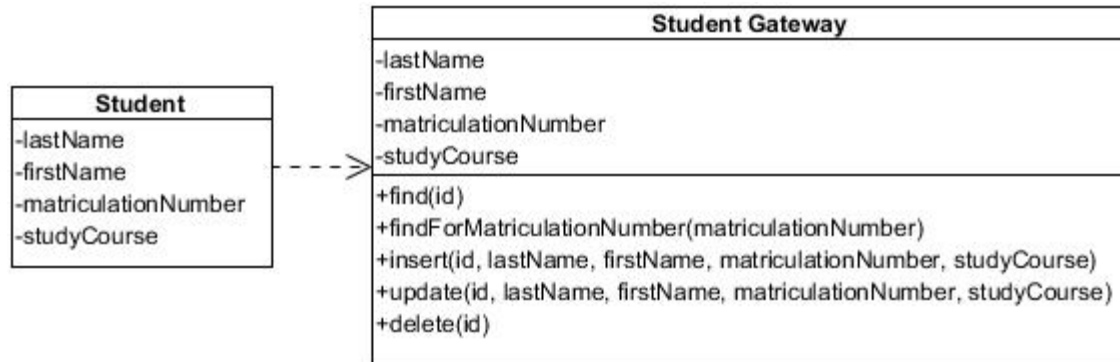 Student
-lastName
-firstName
-matriculationNumber
-studyCourse
Student Gateway
-lastName
-firstName
-matriculationNumber
-studyCourse
+find(id)
+findForMatriculationNumber(matriculationNumber)
+insert(id, lastName, firstName, matriculationNumber, studyCourse)
+update(id, lastName, firstName, matriculationNumber, studyCourse)
+delete(id)